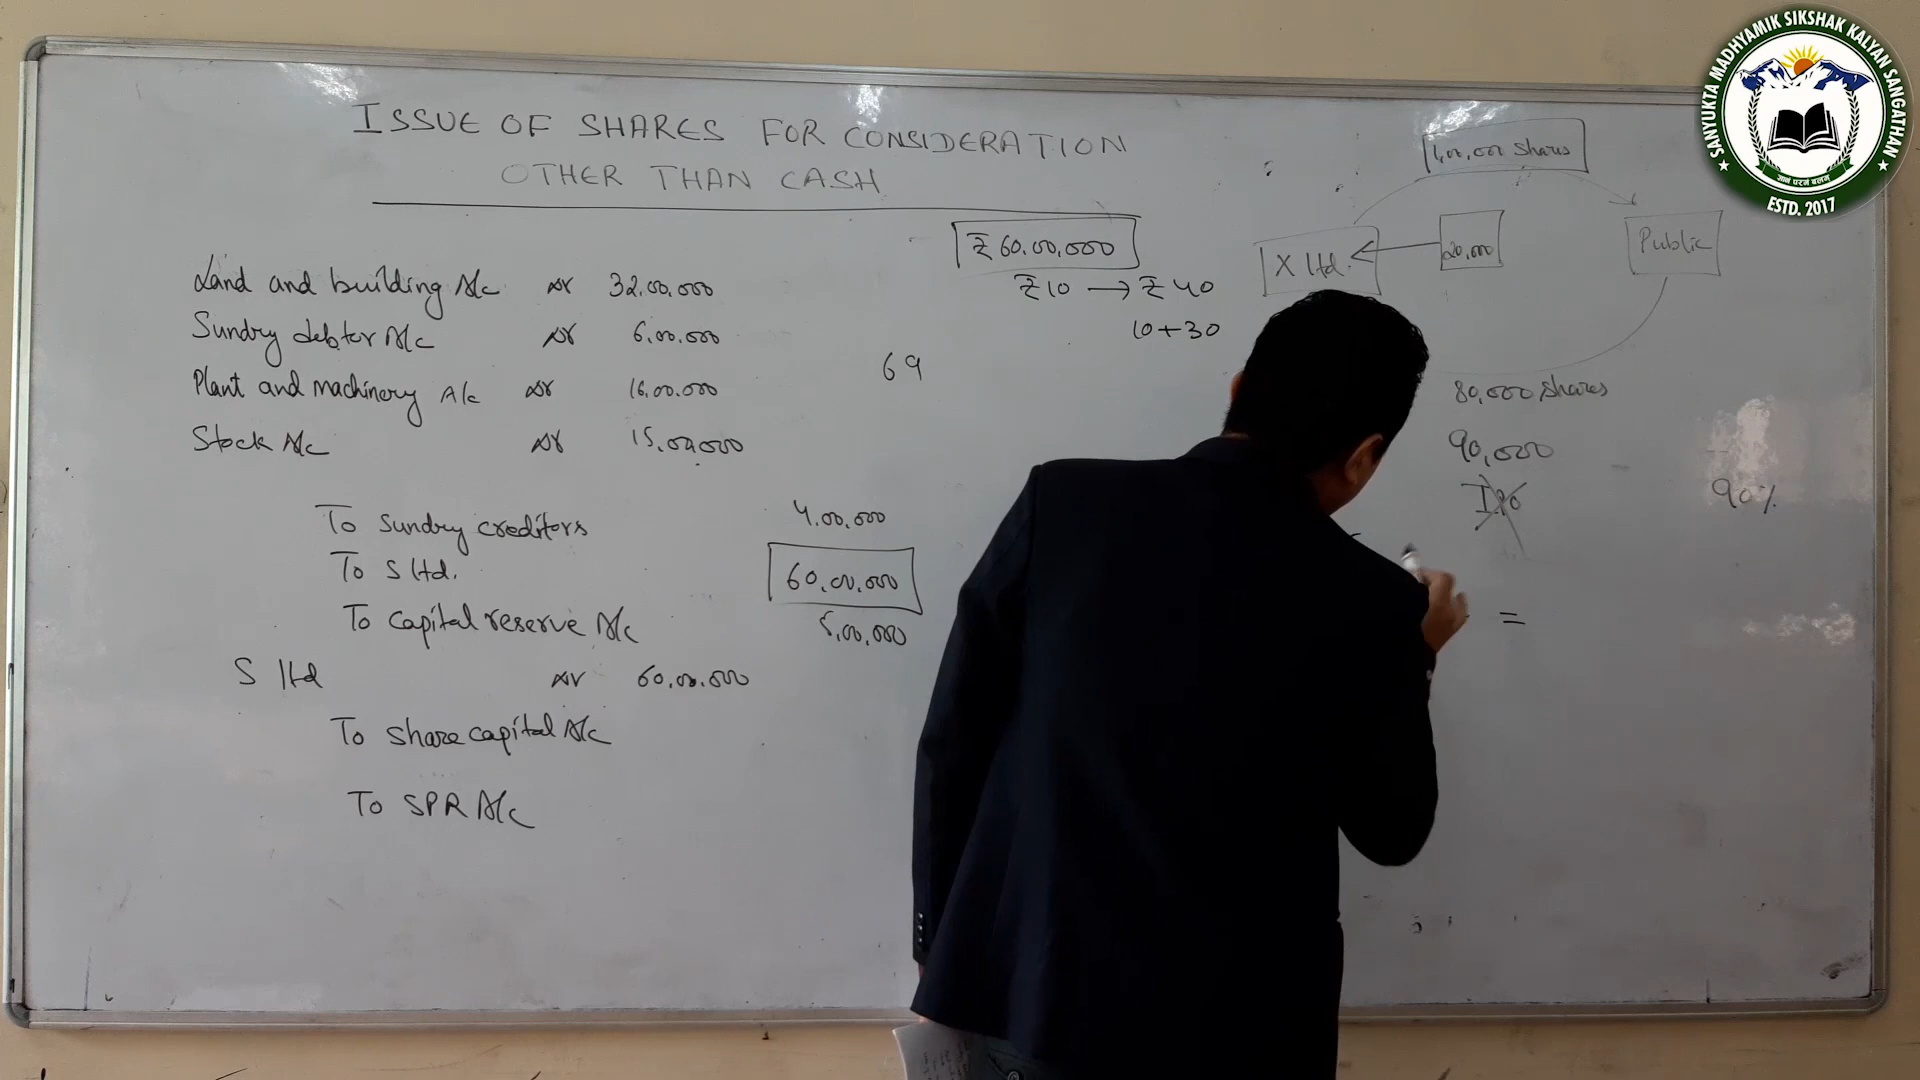 ISSUE OF SHARES FOR CONSIDERATION
OTHER THAN CASH
Land and building A/c Dr 32,00,000
Sundry debtor A/c Dr 6,00,000
Plant and machinery A/c Dr 16,00,000
Stock A/c Dr 15,00,000
To Sundry creditors 4,00,000
To S ltd. 60,00,000
To Capital reserve A/c 5,00,000
S ltd Dr 60,00,000
To share capital A/c
To SPR A/c
₹60,00,000
₹10 → ₹40
10+30
69
1,00,000 shares
X ltd.
20,000
Public
80,000 shares
90,000
90%
=
SANYUKTA MADHYAMIK SIKSHAK KALYAN SANGATHAN
ज्ञानं परमं बलम्
ESTD. 2017